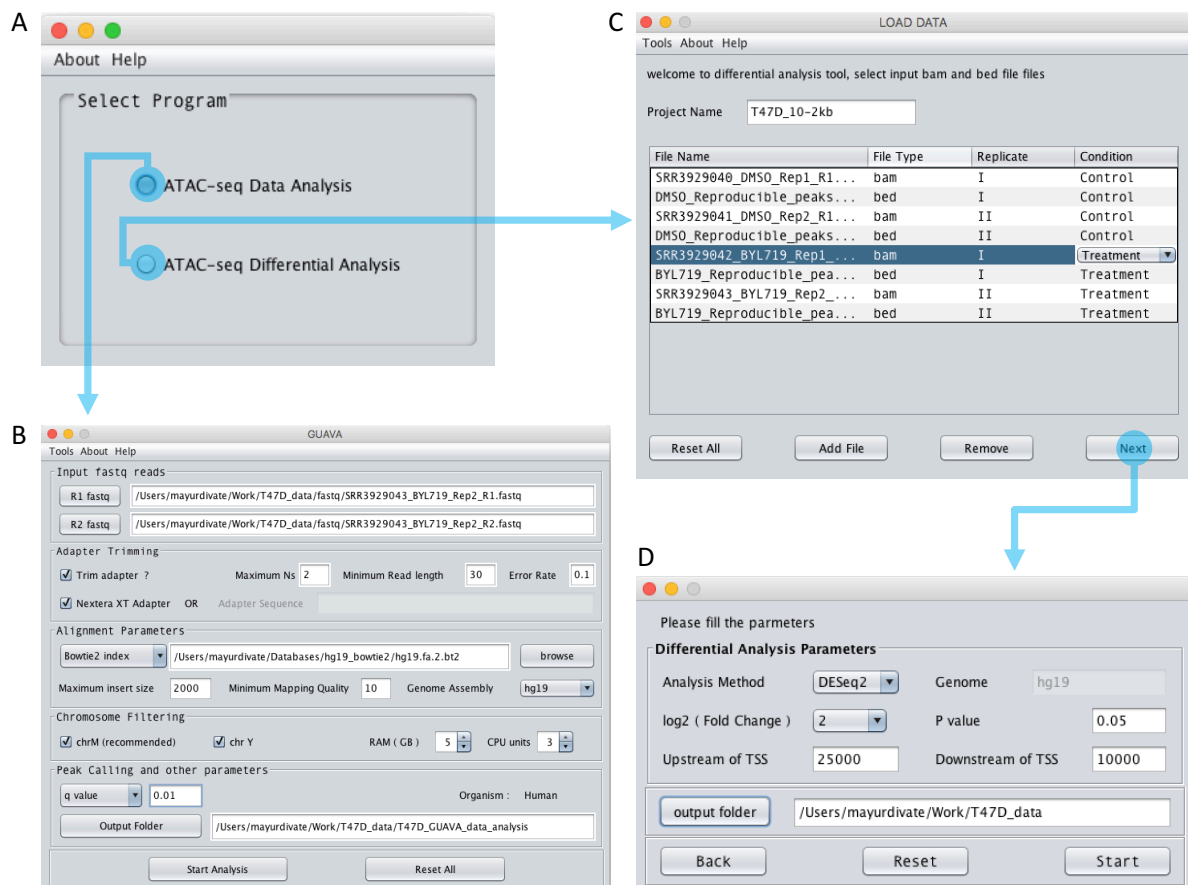 A
About Help
Select Program
ATAC-seq Data Analysis
ATAC-seq Differential Analysis
B
GUAVA
Tools About Help
Input fastq reads
R1 fastq /Users/mayurdivate/Work/T47D_data/fastq/SRR3929043_BYL719_Rep2_R1.fastq
R2 fastq /Users/mayurdivate/Work/T47D_data/fastq/SRR3929043_BYL719_Rep2_R2.fastq
Adapter Trimming
Trim adapter ? Maximum Ns 2 Minimum Read length 30 Error Rate 0.1
Nextera XT Adapter OR Adapter Sequence
Alignment Parameters
Bowtie2 index /Users/mayurdivate/Databases/hg19_bowtie2/hg19.fa.2.bt2 browse
Maximum insert size 2000 Minimum Mapping Quality 10 Genome Assembly hg19
Chromosome Filtering
chrM (recommended) chr Y RAM ( GB ) 5 CPU units 3
Peak Calling and other parameters
q value 0.01 Organism : Human
Output Folder /Users/mayurdivate/Work/T47D_data/T47D_GUAVA_data_analysis
Start Analysis Reset All
C
LOAD DATA
Tools About Help
welcome to differential analysis tool, select input bam and bed file files
Project Name T47D_10-2kb
File Name File Type Replicate Condition
SRR3929040_DMSO_Rep1_R1... bam I Control
DMSO_Reproducible_peaks... bed I Control
SRR3929041_DMSO_Rep2_R1... bam II Control
DMSO_Reproducible_peaks... bed II Control
SRR3929042_BYL719_Rep1_... bam I Treatment
BYL719_Reproducible_pea... bed I Treatment
SRR3929043_BYL719_Rep2_... bam II Treatment
BYL719_Reproducible_pea... bed II Treatment
Reset All Add File Remove Next
D
Please fill the parmeters
Differential Analysis Parameters
Analysis Method DESeq2 Genome hg19
log2 ( Fold Change ) 2 P value 0.05
Upstream of TSS 25000 Downstream of TSS 10000
output folder /Users/mayurdivate/Work/T47D_data
Back Reset Start